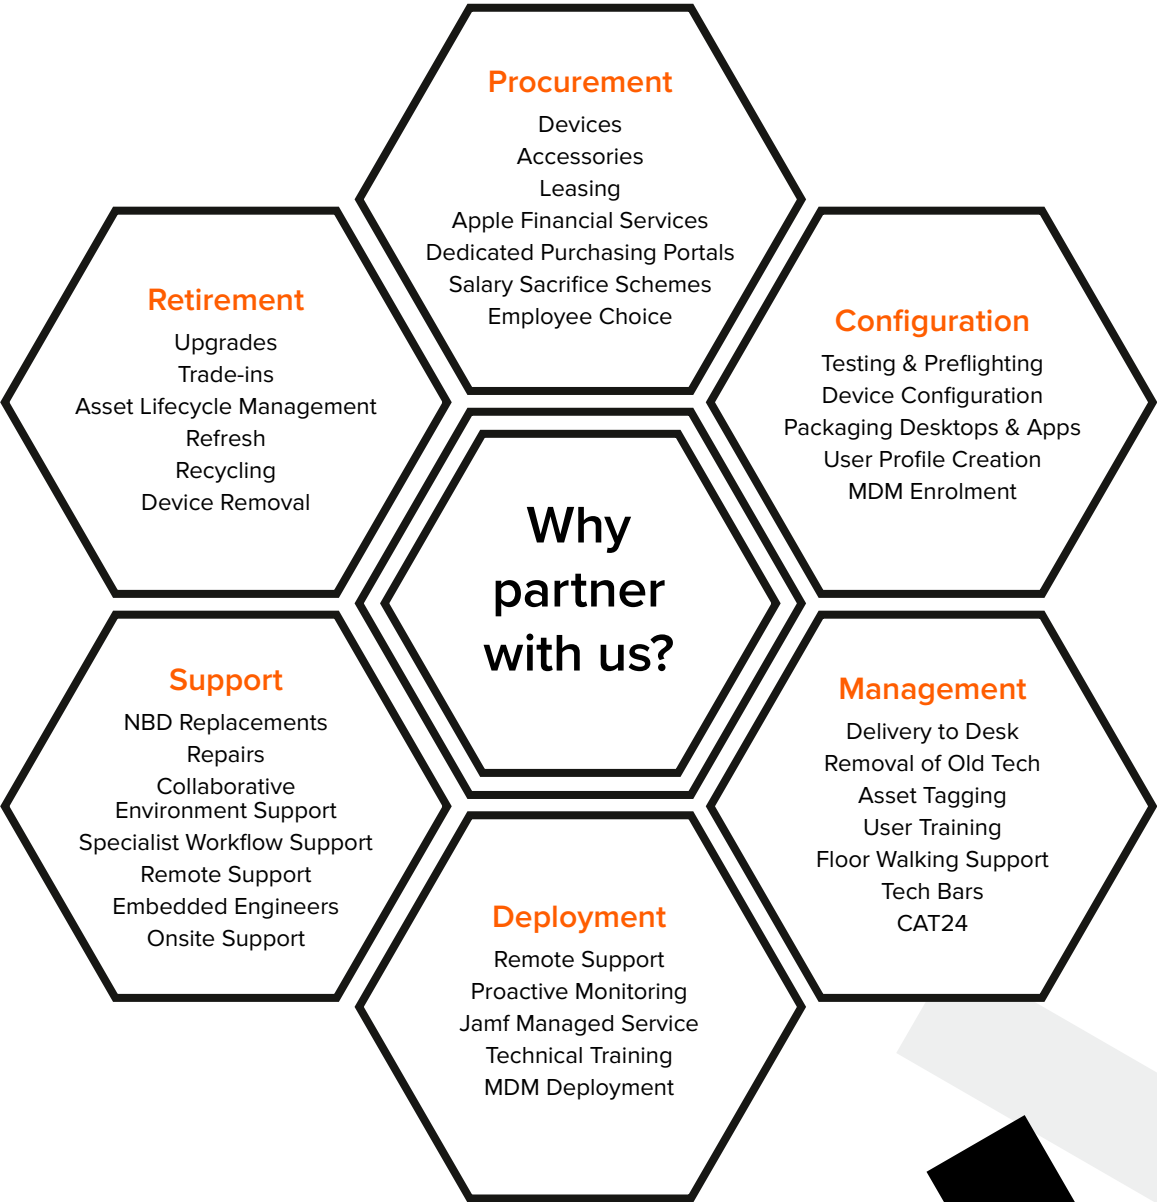 Procurement
Devices
Accessories
Leasing
Apple Financial Services
Dedicated Purchasing Portals
Salary Sacrifice Schemes
Employee Choice
Configuration
Testing & Preflighting
Device Configuration
Packaging Desktops & Apps
User Profile Creation
MDM Enrolment
Management
Delivery to Desk
Removal of Old Tech
Asset Tagging
User Training
Floor Walking Support
Tech Bars
CAT24
Deployment
Remote Support
Proactive Monitoring
Jamf Managed Service
Technical Training
MDM Deployment
Support
NBD Replacements
Repairs
Collaborative
Environment Support
Specialist Workflow Support
Remote Support
Embedded Engineers
Onsite Support
Retirement
Upgrades
Trade-ins
Asset Lifecycle Management
Refresh
Recycling
Device Removal
Why
partner
with us?